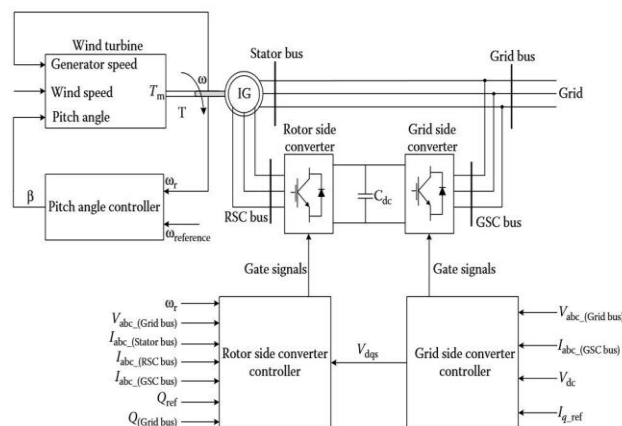 Wind turbine
Generator speed
Wind speed
Pitch angle
Tm
T
ω
IG
Stator bus
Grid bus
Grid
Rotor side
converter
Grid side
converter
Cdc
RSC bus
GSC bus
β
Pitch angle controller
ωr
ωreference
Gate signals
Gate signals
ωr
Vabc_(Grid bus)
Iabc_(Stator bus)
Iabc_(RSC bus)
Iabc_(GSC bus)
Qref
Q(Grid bus)
Rotor side converter
controller
Vdqs
Grid side converter
controller
Vabc_(Grid bus)
Iabc_(GSC bus)
Vdc
Iq_ref